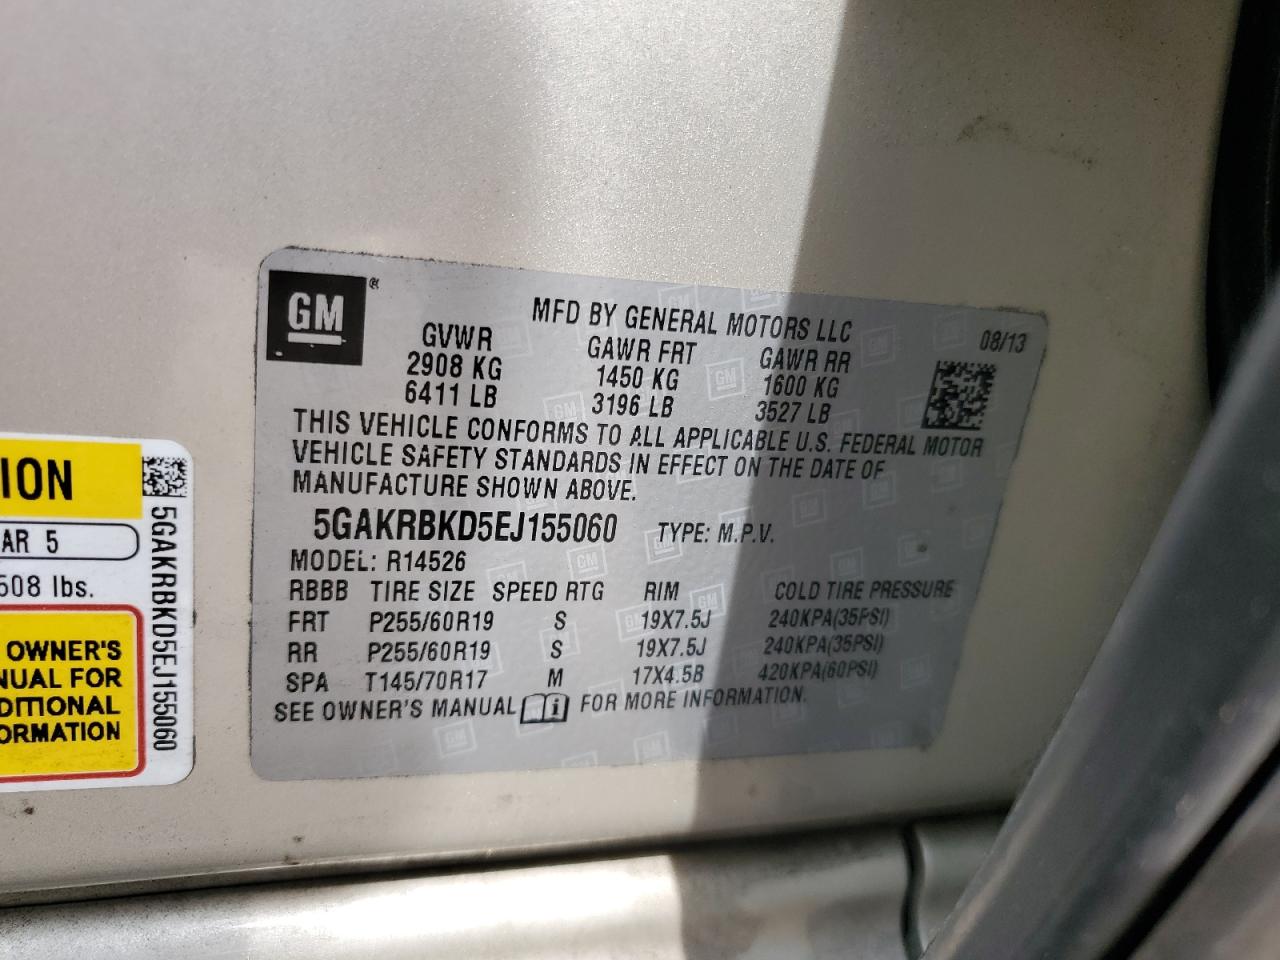 GM ®
MFD BY GENERAL MOTORS LLC
08/13
GVWR GAWR FRT GAWR RR
2908 KG 1450 KG 1600 KG
6411 LB 3196 LB 3527 LB
THIS VEHICLE CONFORMS TO ALL APPLICABLE U.S. FEDERAL MOTOR
VEHICLE SAFETY STANDARDS IN EFFECT ON THE DATE OF
MANUFACTURE SHOWN ABOVE.
5GAKRBKD5EJ155060 TYPE: M.P.V.
MODEL: R14526
RBBB TIRE SIZE SPEED RTG RIM COLD TIRE PRESSURE
FRT P255/60R19 S 19X7.5J 240KPA(35PSI)
RR P255/60R19 S 19X7.5J 240KPA(35PSI)
SPA T145/70R17 M 17X4.5B 420KPA(60PSI)
SEE OWNER'S MANUAL i FOR MORE INFORMATION.
ION
AR 5
508 lbs.
OWNER'S
NUAL FOR
DITIONAL
ORMATION
5GAKRBKD5EJ155060